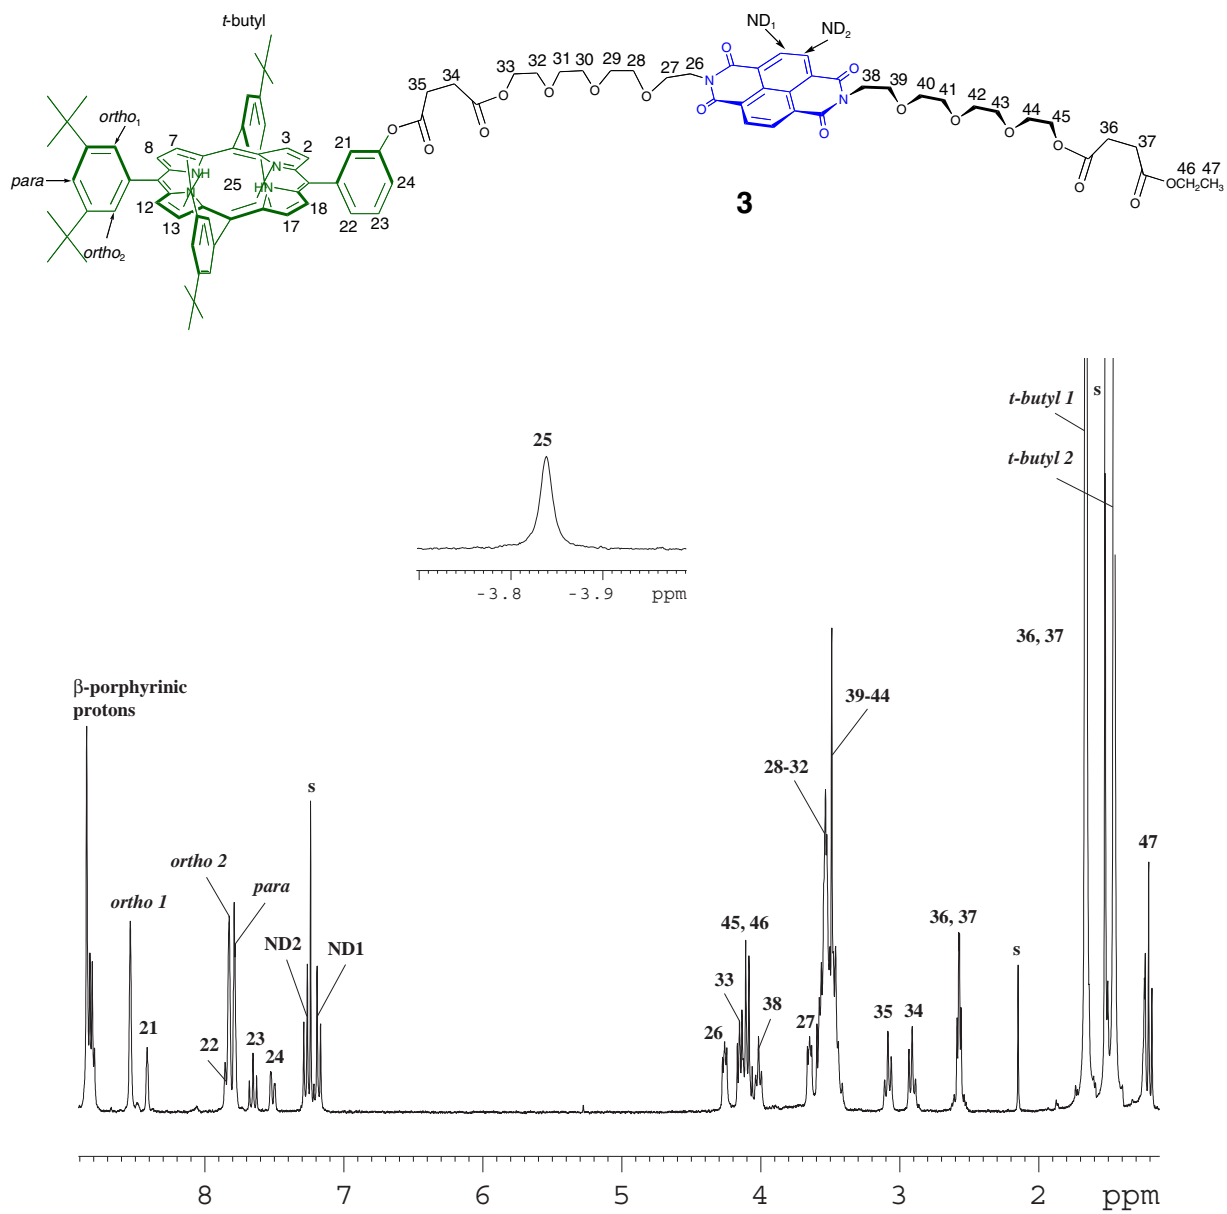 t-butyl
ND1 ND2
O O
35 34 33 32 31 30 29 28 27 26
O O O O N N
O O O O
38 39 40 41 42 43 44 45 36 37
O O O O O O
46 47
OCH2CH3
ortho1 8 7 3 2 21
para NH N 25 N HN 24
12 13 17 18 22 23
ortho2
t-butyl
3
25
-3.8 -3.9 ppm
t-butyl 1 s
t-butyl 2
36, 37
β-porphyrinic
protons
39-44
28-32
s
ortho 2
para
ortho 1
ND2 ND1
45, 46
36, 37
47
33
38
s
21
22 23
24
26
27
35 34
8 7 6 5 4 3 2 ppm